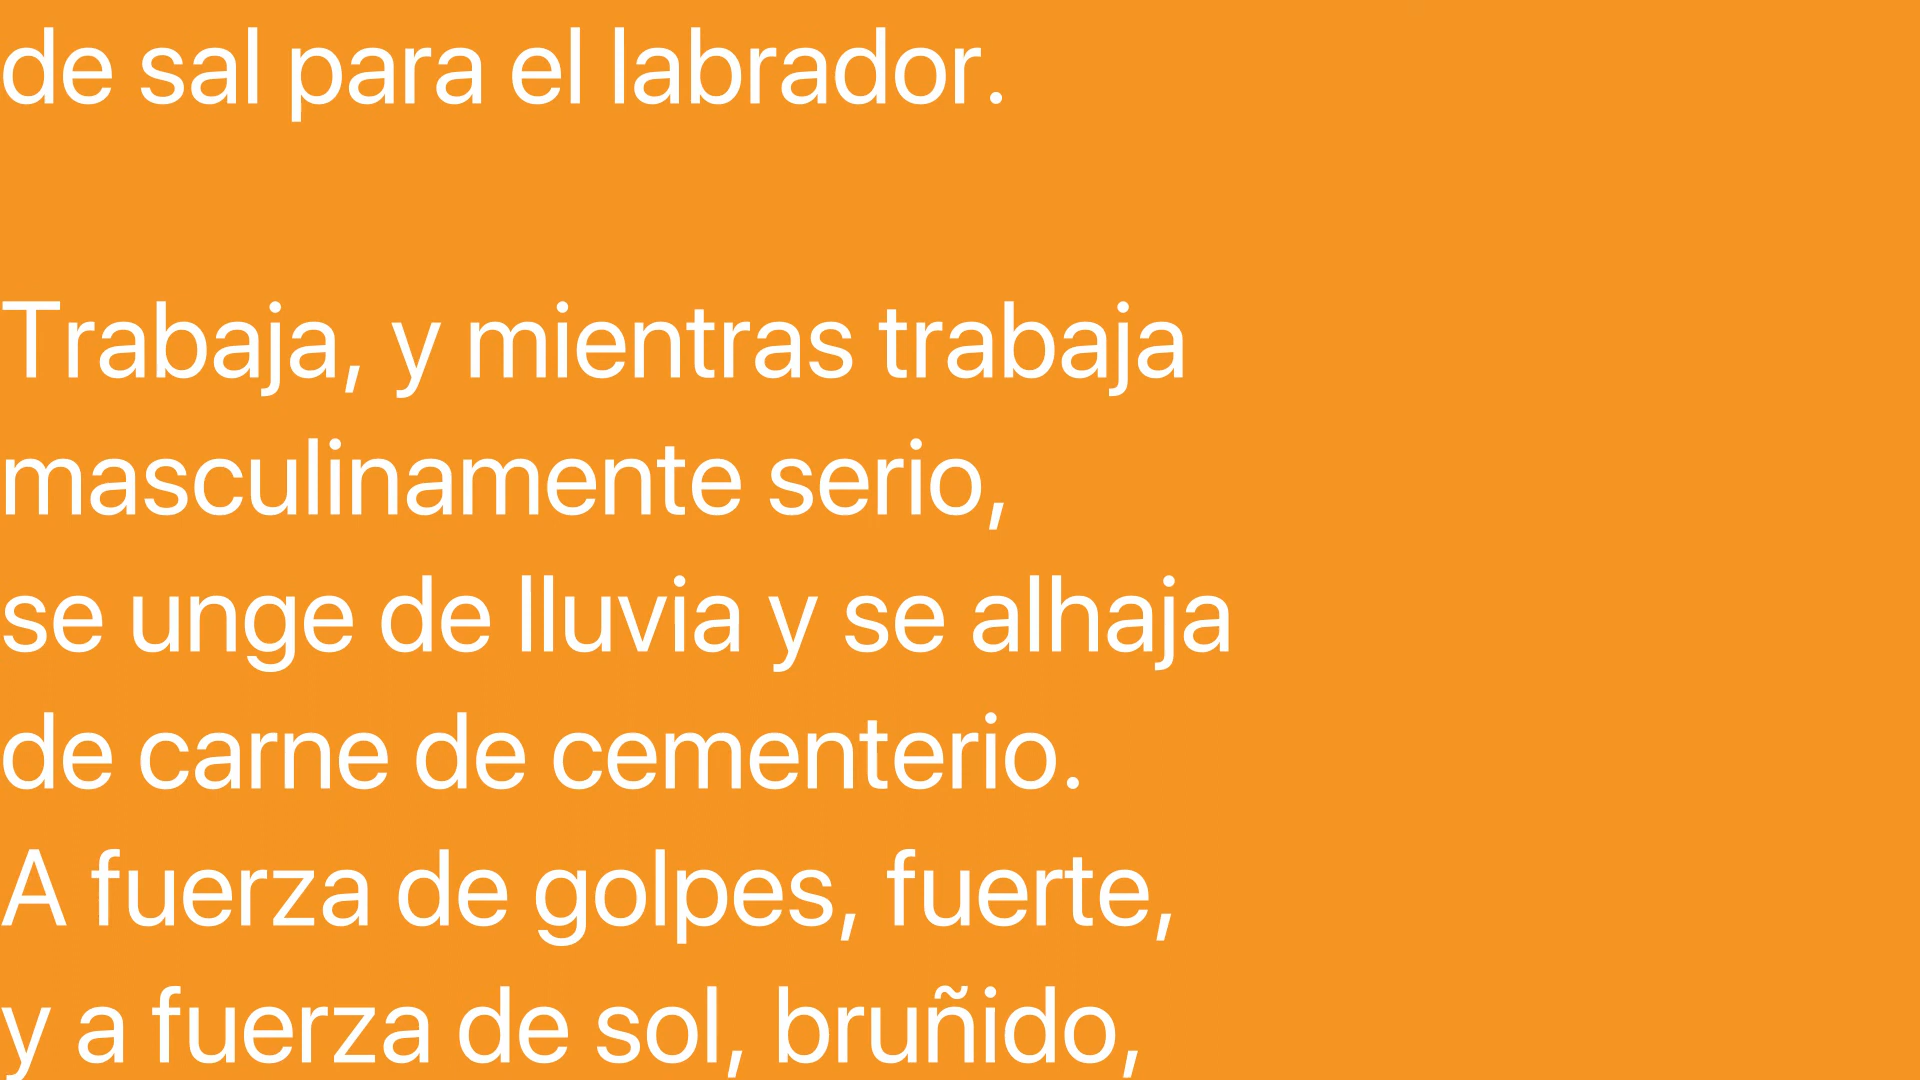 de sal para el labrador.
Trabaja, y mientras trabaja
masculinamente serio,
se unge de lluvia y se alhaja
de carne de cementerio.
A fuerza de golpes, fuerte,
y a fuerza de sol, bruñido,